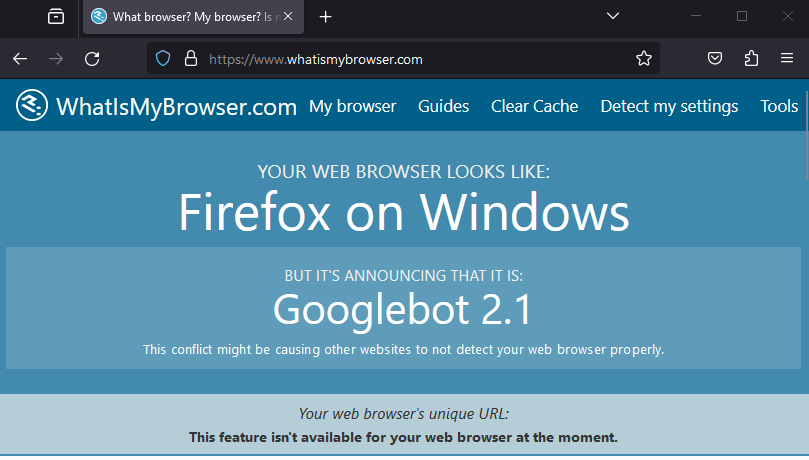 What browser? My browser? Is
https://www.whatismybrowser.com
WhatIsMyBrowser.com My browser Guides Clear Cache Detect my settings Tools
YOUR WEB BROWSER LOOKS LIKE:
Firefox on Windows
BUT IT'S ANNOUNCING THAT IT IS:
Googlebot 2.1
This conflict might be causing other websites to not detect your web browser properly.
Your web browser's unique URL:
This feature isn't available for your web browser at the moment.